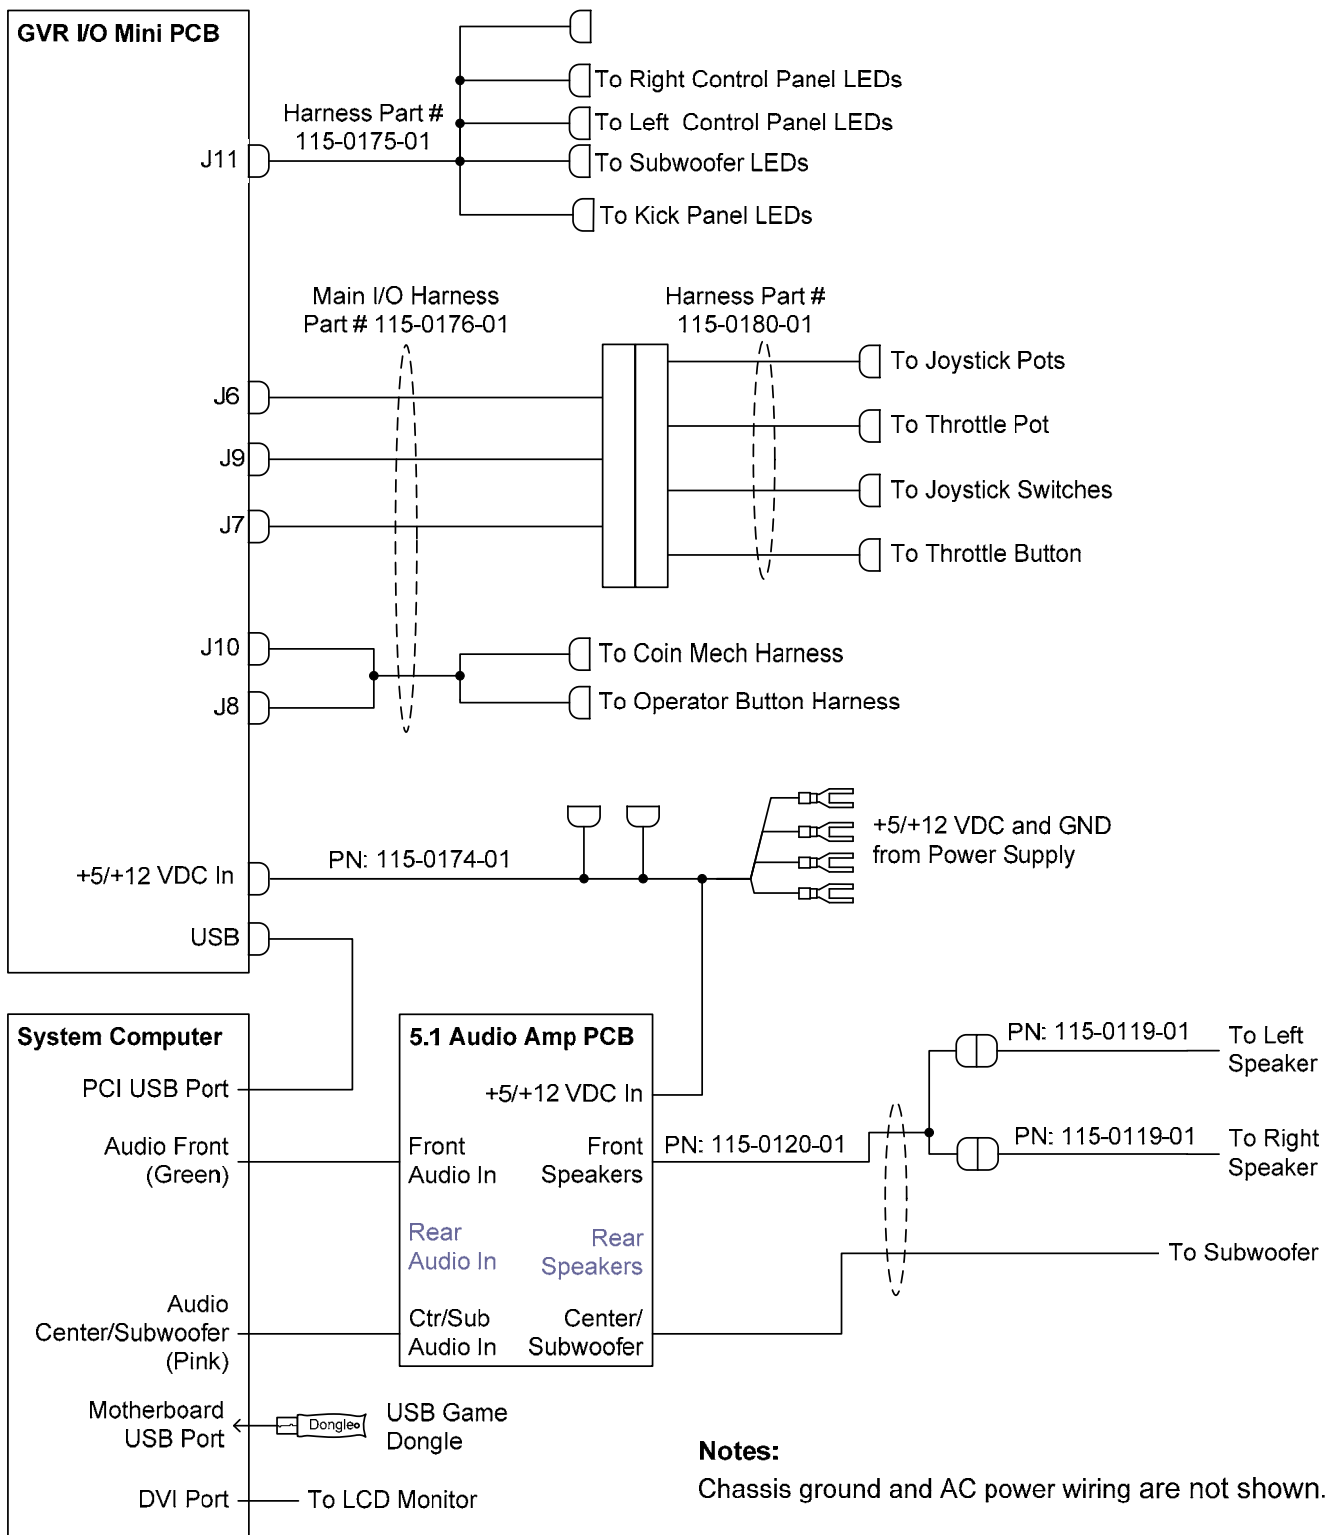 GVR I/O Mini PCB
To Right Control Panel LEDs
Harness Part #
115-0175-01
To Left Control Panel LEDs
J11
To Subwoofer LEDs
To Kick Panel LEDs
Main I/O Harness
Part # 115-0176-01
Harness Part #
115-0180-01
To Joystick Pots
J6
To Throttle Pot
J9
To Joystick Switches
J7
To Throttle Button
J10
To Coin Mech Harness
J8
To Operator Button Harness
+5/+12 VDC and GND
from Power Supply
PN: 115-0174-01
+5/+12 VDC In
USB
System Computer
5.1 Audio Amp PCB
PN: 115-0119-01
To Left
Speaker
PCI USB Port
+5/+12 VDC In
Audio Front
(Green)
Front
Audio In
Front
Speakers
PN: 115-0120-01
PN: 115-0119-01
To Right
Speaker
Rear
Audio In
Rear
Speakers
To Subwoofer
Audio
Center/Subwoofer
(Pink)
Ctr/Sub
Audio In
Center/
Subwoofer
Motherboard
USB Port
Dongle
USB Game
Dongle
Notes:
Chassis ground and AC power wiring are not shown.
DVI Port
To LCD Monitor